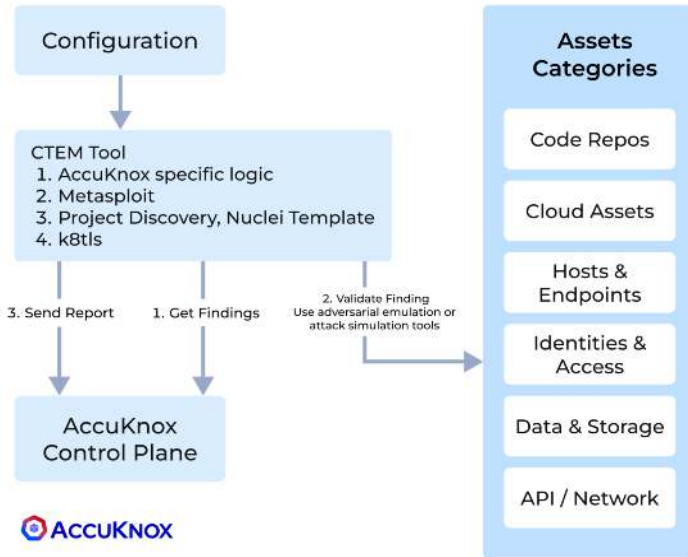 Configuration
CTEM Tool
1. AccuKnox specific logic
2. Metasploit
3. Project Discovery, Nuclei Template
4. k8tls
3. Send Report
1. Get Findings
2. Validate Finding
Use adversarial emulation or
attack simulation tools
AccuKnox
Control Plane
ACCUKNOX
Assets
Categories
Code Repos
Cloud Assets
Hosts &
Endpoints
Identities &
Access
Data & Storage
API / Network